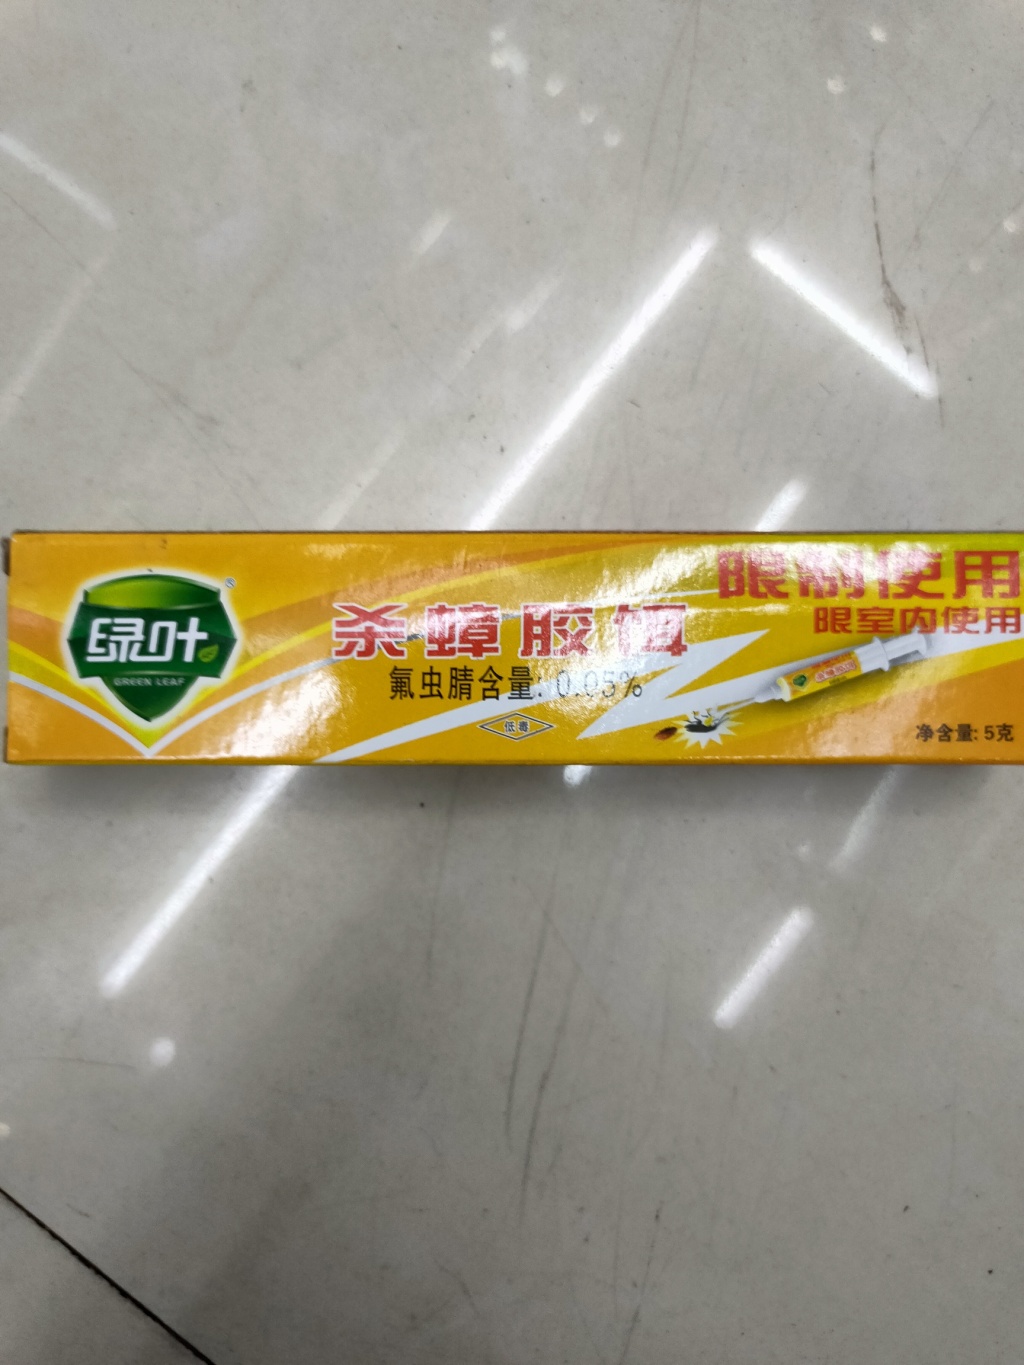 绿叶
GREEN LEAF
®
杀蟑胶饵
氟虫腈含量: 0.05%
低毒
限制使用
限室内使用
净含量: 5克